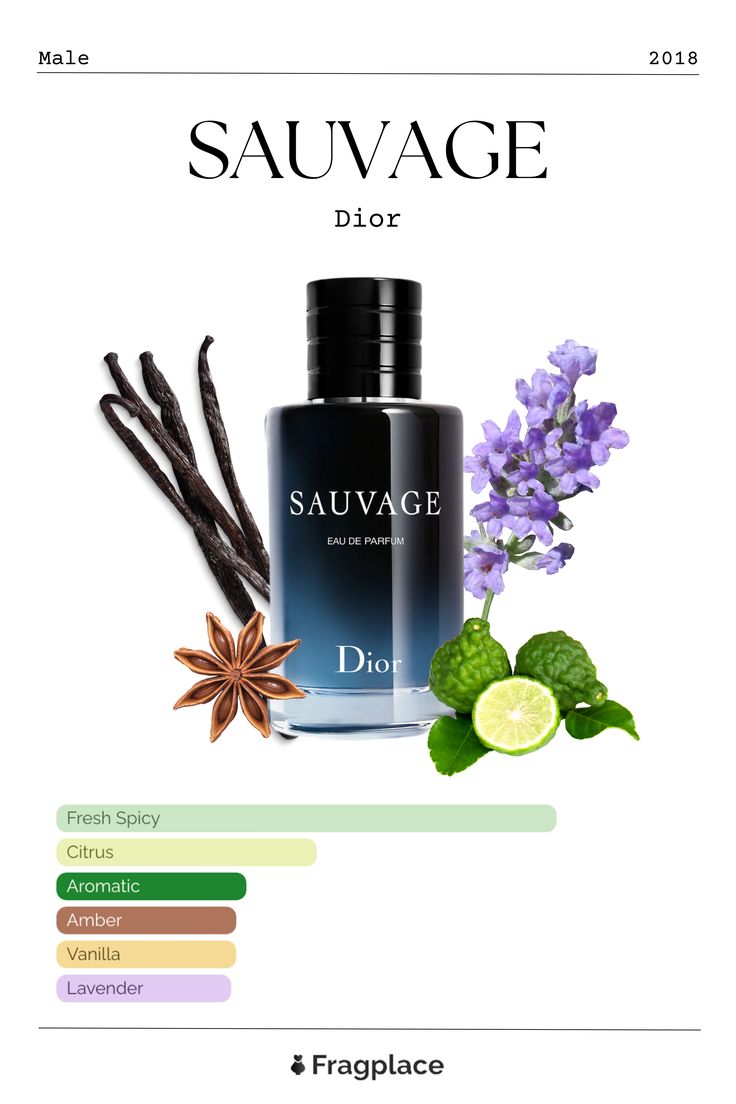 Male
2018
SAUVAGE
Dior
SAUVAGE
EAU DE PARFUM
Dior
Fresh Spicy
Citrus
Aromatic
Amber
Vanilla
Lavender
Fragplace